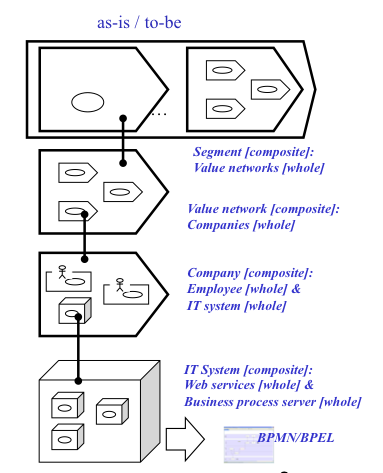 as-is / to-be
...
Segment [composite]:
Value networks [whole]
Value network [composite]:
Companies [whole]
Company [composite]:
Employee [whole] &
IT system [whole]
IT System [composite]:
Web services [whole] &
Business process server [whole]
BPMN/BPEL